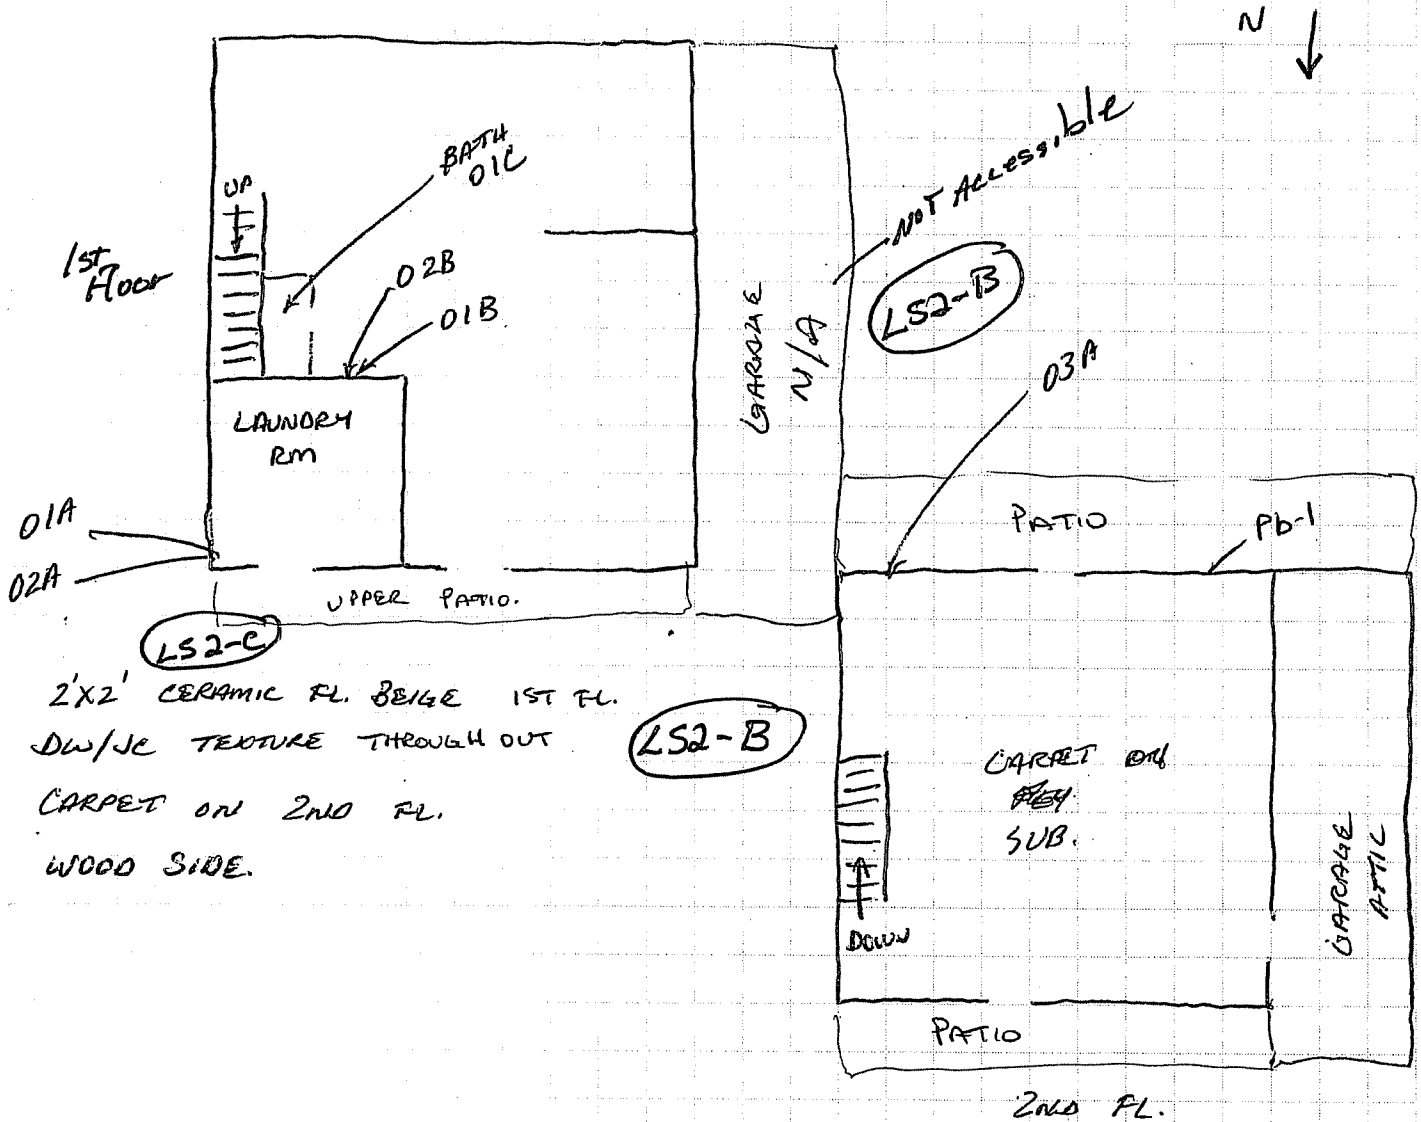 N
BATH
01C
UP
1st
Floor
02B
01B
NOT Accessible
LS2-B
GARAGE
N/A
03A
LAUNDRY
RM
01A
02A
PATIO
Pb-1
UPPER PATIO.
LS2-C
2'X2' CERAMIC FL. BEIGE 1ST FL.
DW/JC TEXTURE THROUGH OUT
CARPET ON 2ND FL.
WOOD SIDE.
LS2-B
CARPET ON
SUB.
GARAGE
ATTIC
DOWN
PATIO
2ND FL.